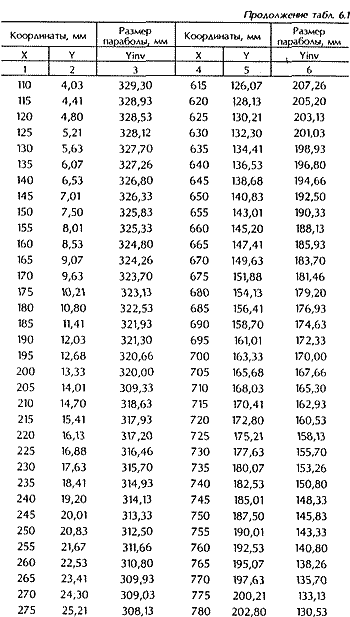 Продолжение табл. 6.1
Координаты, мм Размер параболы, мм Координаты, мм Размер параболы, мм
X Y Yinv X Y Yinv
1 2 3 4 5 6
110 4,03 329,30 615 126,07 207,26
115 4,41 328,93 620 128,13 205,20
120 4,80 328,53 625 130,21 203,13
125 5,21 328,12 630 132,30 201,03
130 5,63 327,70 635 134,41 198,93
135 6,07 327,26 640 136,53 196,80
140 6,53 326,80 645 138,68 194,66
145 7,01 326,33 650 140,83 192,50
150 7,50 325,83 655 143,01 190,33
155 8,01 325,33 660 145,20 188,13
160 8,53 324,80 665 147,41 185,93
165 9,07 324,26 670 149,63 183,70
170 9,63 323,70 675 151,88 181,46
175 10,21 323,13 680 154,13 179,20
180 10,80 322,53 685 156,41 176,93
185 11,41 321,93 690 158,70 174,63
190 12,03 321,30 695 161,01 172,33
195 12,68 320,66 700 163,33 170,00
200 13,33 320,00 705 165,68 167,66
205 14,01 309,33 710 168,03 165,30
210 14,70 318,63 715 170,41 162,93
215 15,41 317,93 720 172,80 160,53
220 16,13 317,20 725 175,21 158,13
225 16,88 316,46 730 177,63 155,70
230 17,63 315,70 735 180,07 153,26
235 18,41 314,93 740 182,53 150,80
240 19,20 314,13 745 185,01 148,33
245 20,01 313,33 750 187,50 145,83
250 20,83 312,50 755 190,01 143,33
255 21,67 311,66 760 192,53 140,80
260 22,53 310,80 765 195,07 138,26
265 23,41 309,93 770 197,63 135,70
270 24,30 309,03 775 200,21 133,13
275 25,21 308,13 780 202,80 130,53